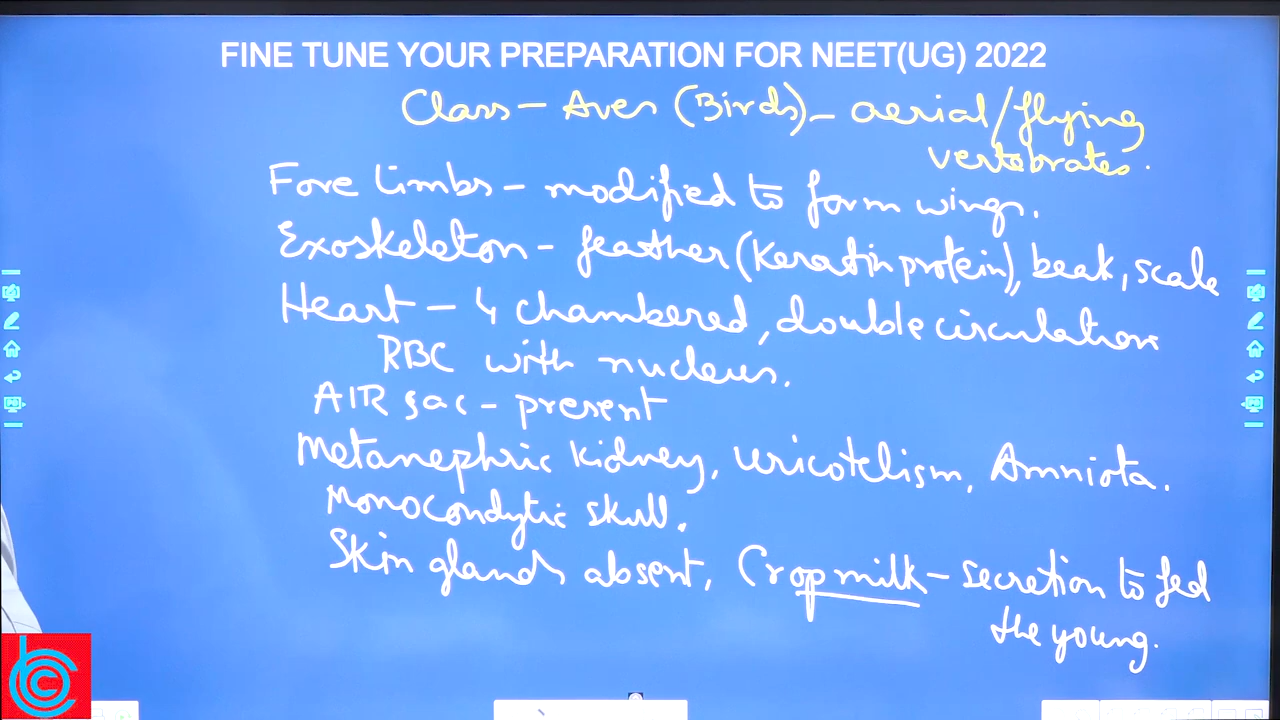 FINE TUNE YOUR PREPARATION FOR NEET(UG) 2022
Class - Aves (Birds) - aerial/flying
vertebrates.
Fore limbs - modified to form wings.
Exoskeleton - feather (keratin protein), beak, scale
Heart - 4 chambered, double circulation
RBC with nucleus.
AIR sac - present
Metanephric kidney, uricotelism, Amniota.
Monocondylic skull.
Skin glands absent, Crop milk - secretion to fed
the young.